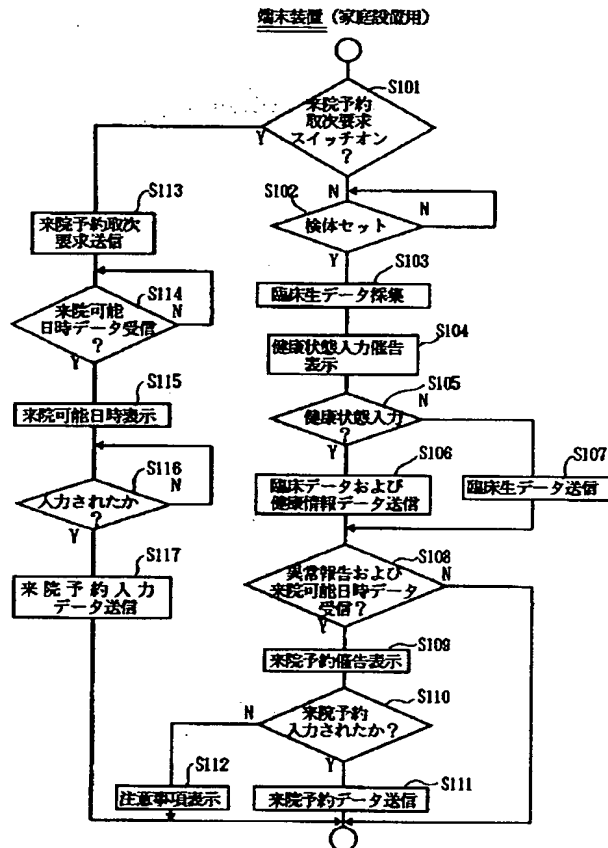 端末装置（家庭設備用）
S101
来院予約
取次要求
スイッチオン
？
Y
N
S102
検体セット
N
Y
S103
臨床生データ採集
S104
健康状態入力催告
表示
S105
健康状態入力
？
N
Y
S106
臨床データおよび
健康情報データ送信
S107
臨床生データ送信
S108
異常報告および
来院可能日時データ
受信？
N
Y
S109
来院予約催告表示
S110
来院予約
入力されたか？
N
Y
S112
注意事項表示
S111
来院予約データ送信
S113
来院予約取次
要求送信
S114
来院可能
日時データ受信
？
N
Y
S115
来院可能日時表示
S116
入力されたか
？
N
Y
S117
来院予約入力
データ送信